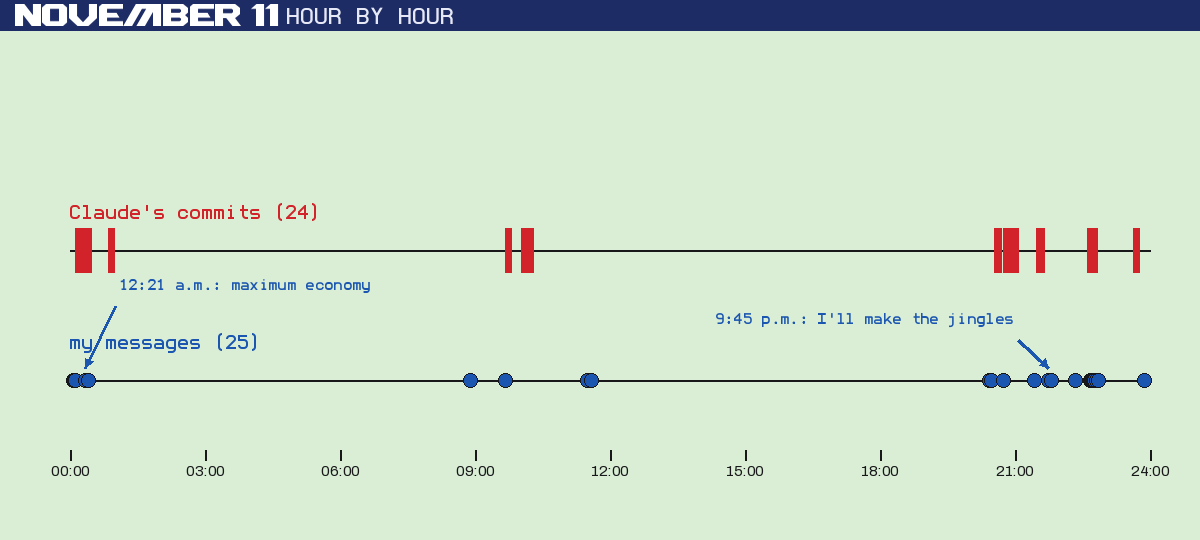 NOVEMBER 11 HOUR BY HOUR
Claude's commits (24)
12:21 a.m.: maximum economy
9:45 p.m.: I'll make the jingles
my messages (25)
00:00 03:00 06:00 09:00 12:00 15:00 18:00 21:00 24:00